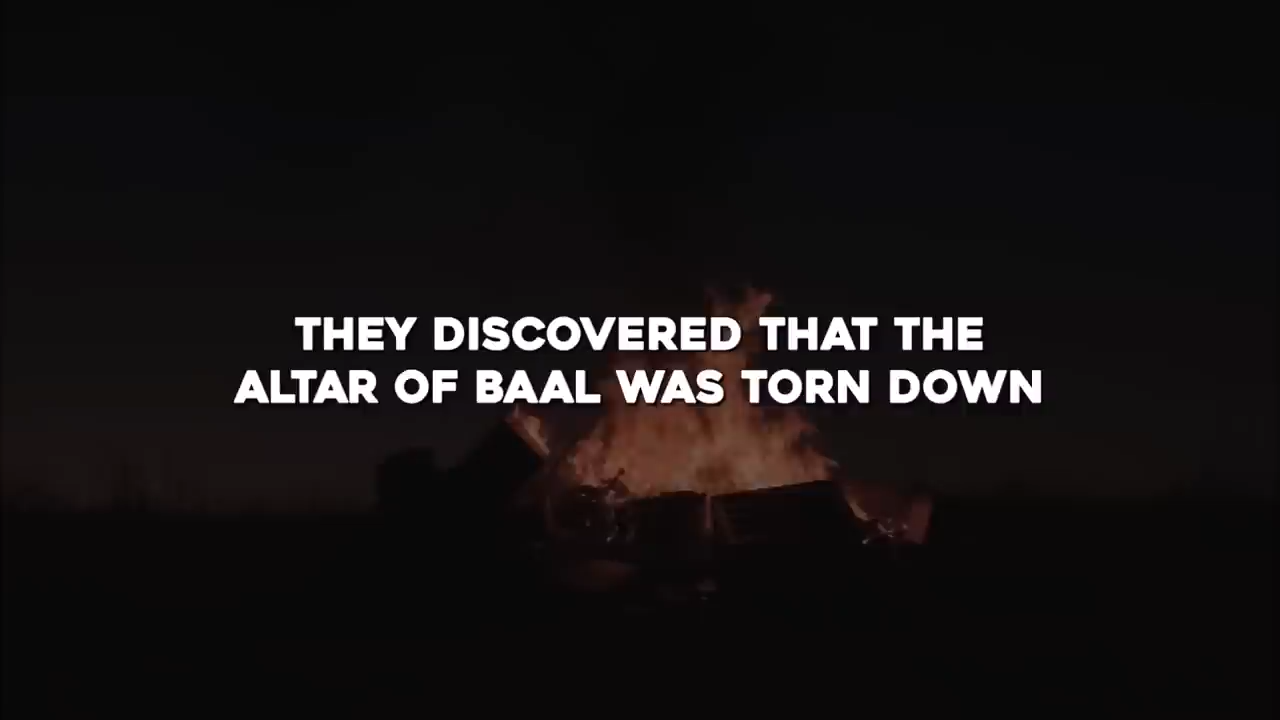 THEY DISCOVERED THAT THE
ALTAR OF BAAL WAS TORN DOWN